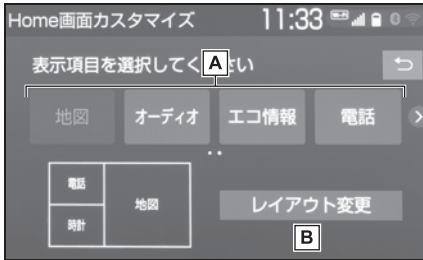 Home画面カスタマイズ 11:33
表示項目を選択してく A さい
地図 オーディオ エコ情報 電話
電話 地図
時計
レイアウト変更
B